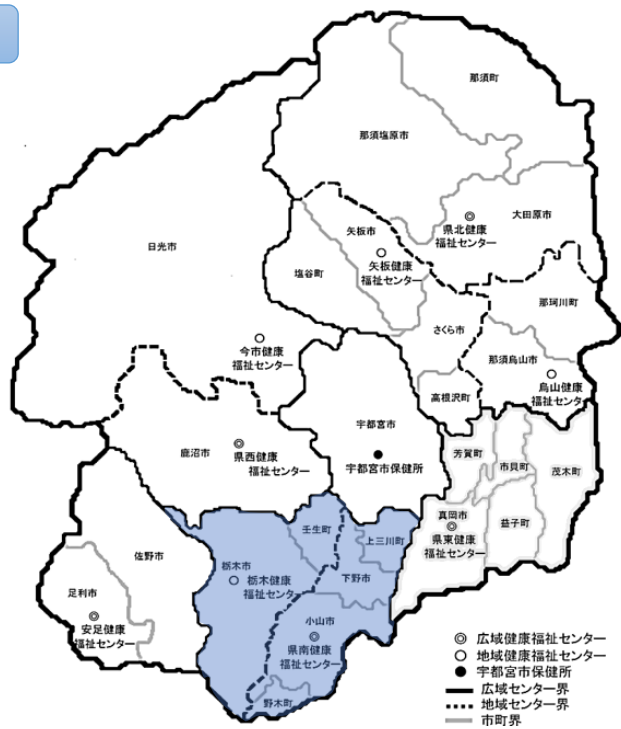 那須町
那須塩原市
大田原市
県北健康
福祉センター
矢板市
矢板健康
福祉センター
日光市
塩谷町
那珂川町
さくら市
今市健康
福祉センター
那須烏山市
烏山健康
福祉センタ
高根沢町
宇都宮市
宇都宮市保健所
鹿沼市
県西健康
福祉センター
芳賀町
市貝町
茂木町
真岡市
県東健康
福祉センター
益子町
壬生町
上三川町
佐野市
栃木市
栃木健康
福祉センター
下野市
足利市
安足健康
福祉センター
小山市
県南健康
福祉センター
野木町
広域健康福祉センター
地域健康福祉センター
宇都宮市保健所
広域センター界
地域センター界
市町界